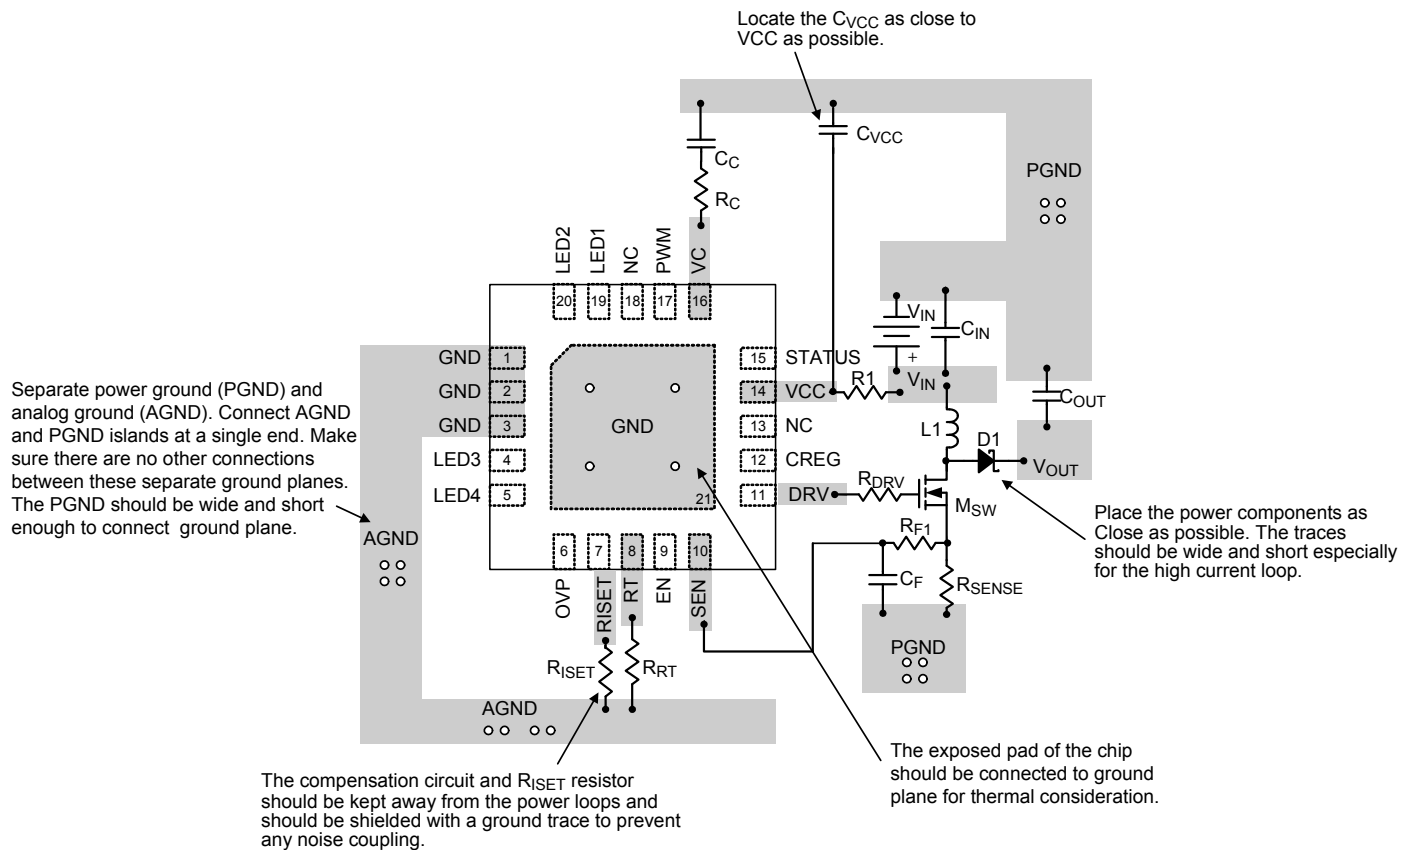 Locate the CVCC as close to
VCC as possible.
CVCC
CC
RC
PGND
LED2
LED1
NC
PWM
VC
20
19
18
17
16
VIN
CIN
+
VIN
GND
1
GND
2
GND
3
LED3
4
LED4
5
GND
21
15
STATUS
14
VCC
R1
13
NC
12
CREG
11
DRV
RDRV
L1
D1
COUT
VOUT
MSW
Separate power ground (PGND) and
analog ground (AGND). Connect AGND
and PGND islands at a single end. Make
sure there are no other connections
between these separate ground planes.
The PGND should be wide and short
enough to connect  ground plane.
Place the power components as
Close as possible. The traces
should be wide and short especially
for the high current loop.
AGND
6
7
8
9
10
OVP
RISET
RT
EN
SEN
RF1
CF
RSENSE
PGND
RISET
RRT
AGND
The exposed pad of the chip
should be connected to ground
plane for thermal consideration.
The compensation circuit and RISET resistor
should be kept away from the power loops and
should be shielded with a ground trace to prevent
any noise coupling.